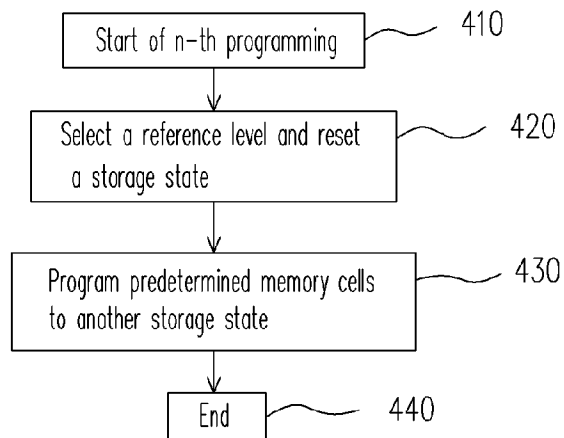 Start of n-th programming
410
Select a reference level and reset
a storage state
420
Program predetermined memory cells
to another storage state
430
End
440